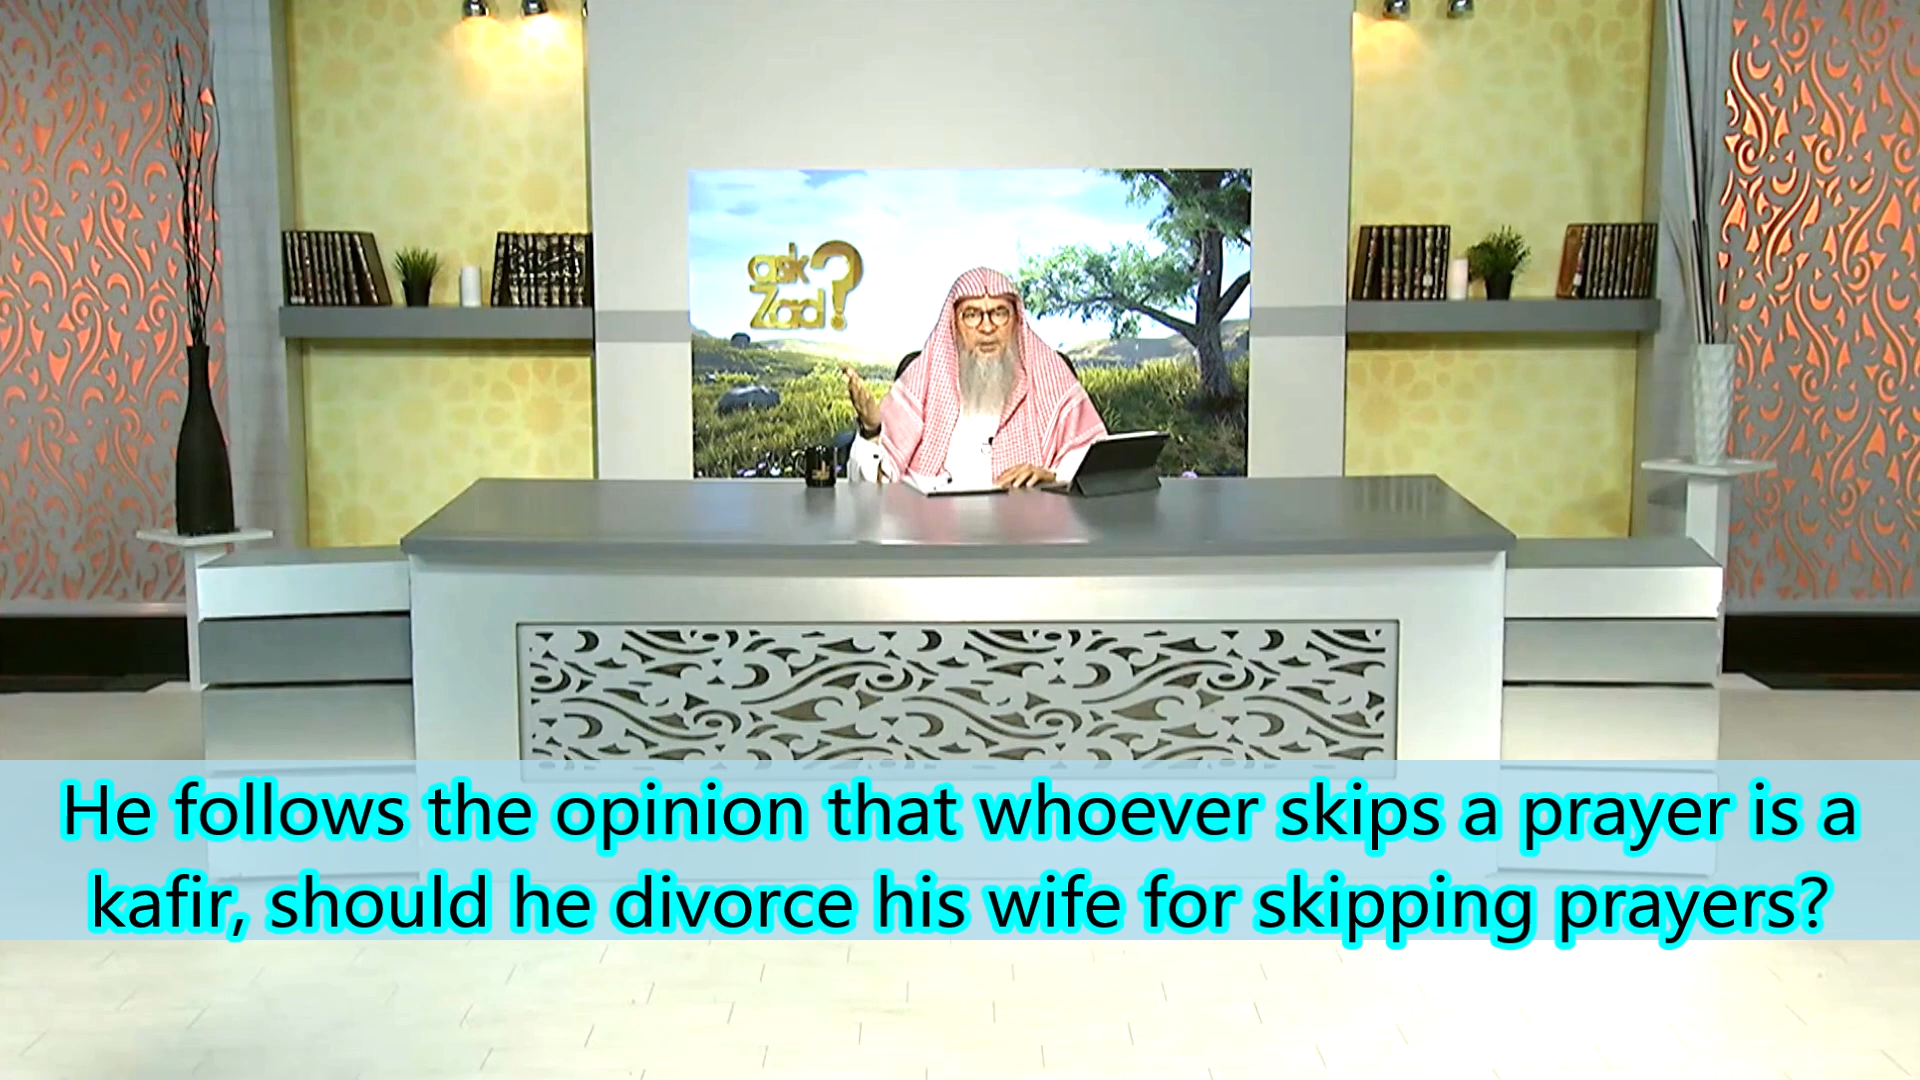 ask
Zad?
He follows the opinion that whoever skips a prayer is a
kafir, should he divorce his wife for skipping prayers?